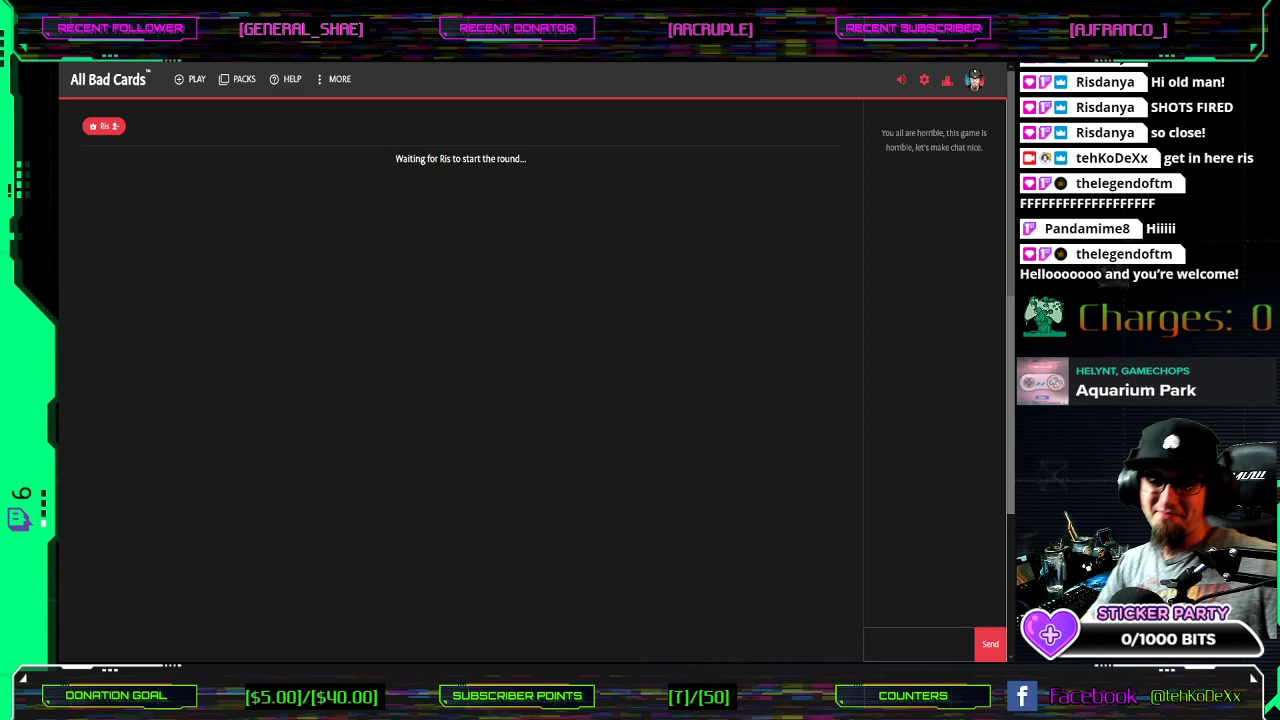 RECENT FOLLOWER [GENERAL_SHAE] RECENT DONATOR [ARCRUPLE] RECENT SUBSCRIBER [AJFRANCO_]
All Bad Cards™ PLAY PACKS HELP MORE
Ris
Waiting for Ris to start the round...
You all are horrible, this game is
horrible, let's make chat nice.
Send
Risdanya Hi old man!
Risdanya SHOTS FIRED
Risdanya so close!
tehKoDeXx get in here ris
thelegendoftm
FFFFFFFFFFFFFFFFFFF
Pandamime8 Hiiiii
thelegendoftm
Hellooooooo and you're welcome!
Charges: 0
HELYNT, GAMECHOPS
Aquarium Park
6
STICKER PARTY
0/1000 BITS
DONATION GOAL [$5.00]/[$40.00] SUBSCRIBER POINTS [7]/[50] COUNTERS Facebook @tehKoDeXx